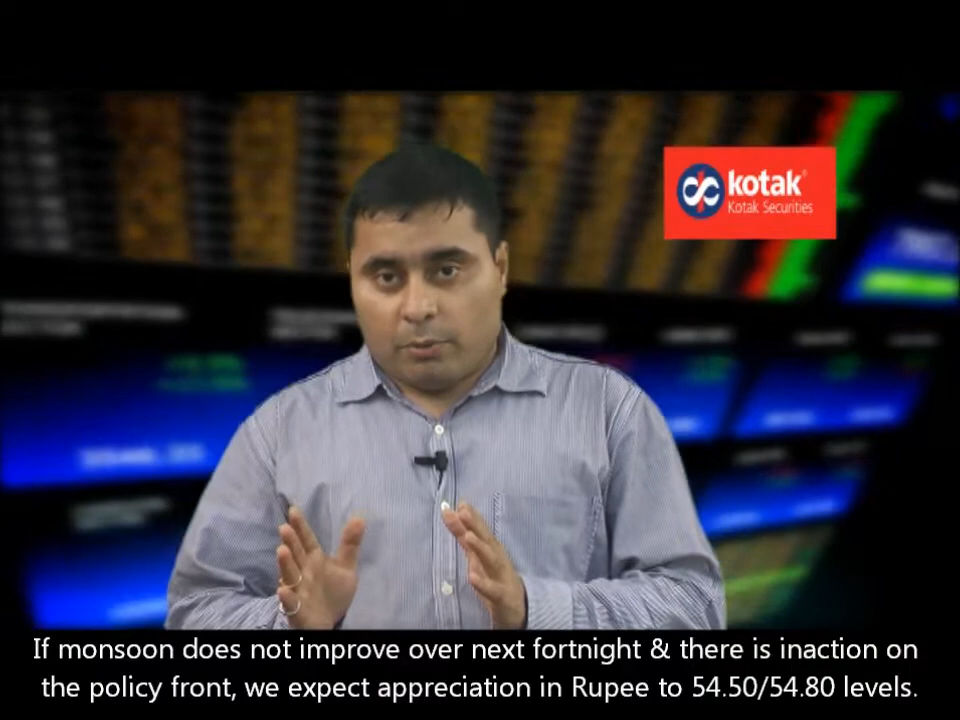 kotak®
Kotak Securities
If monsoon does not improve over next fortnight & there is inaction on
the policy front, we expect appreciation in Rupee to 54.50/54.80 levels.